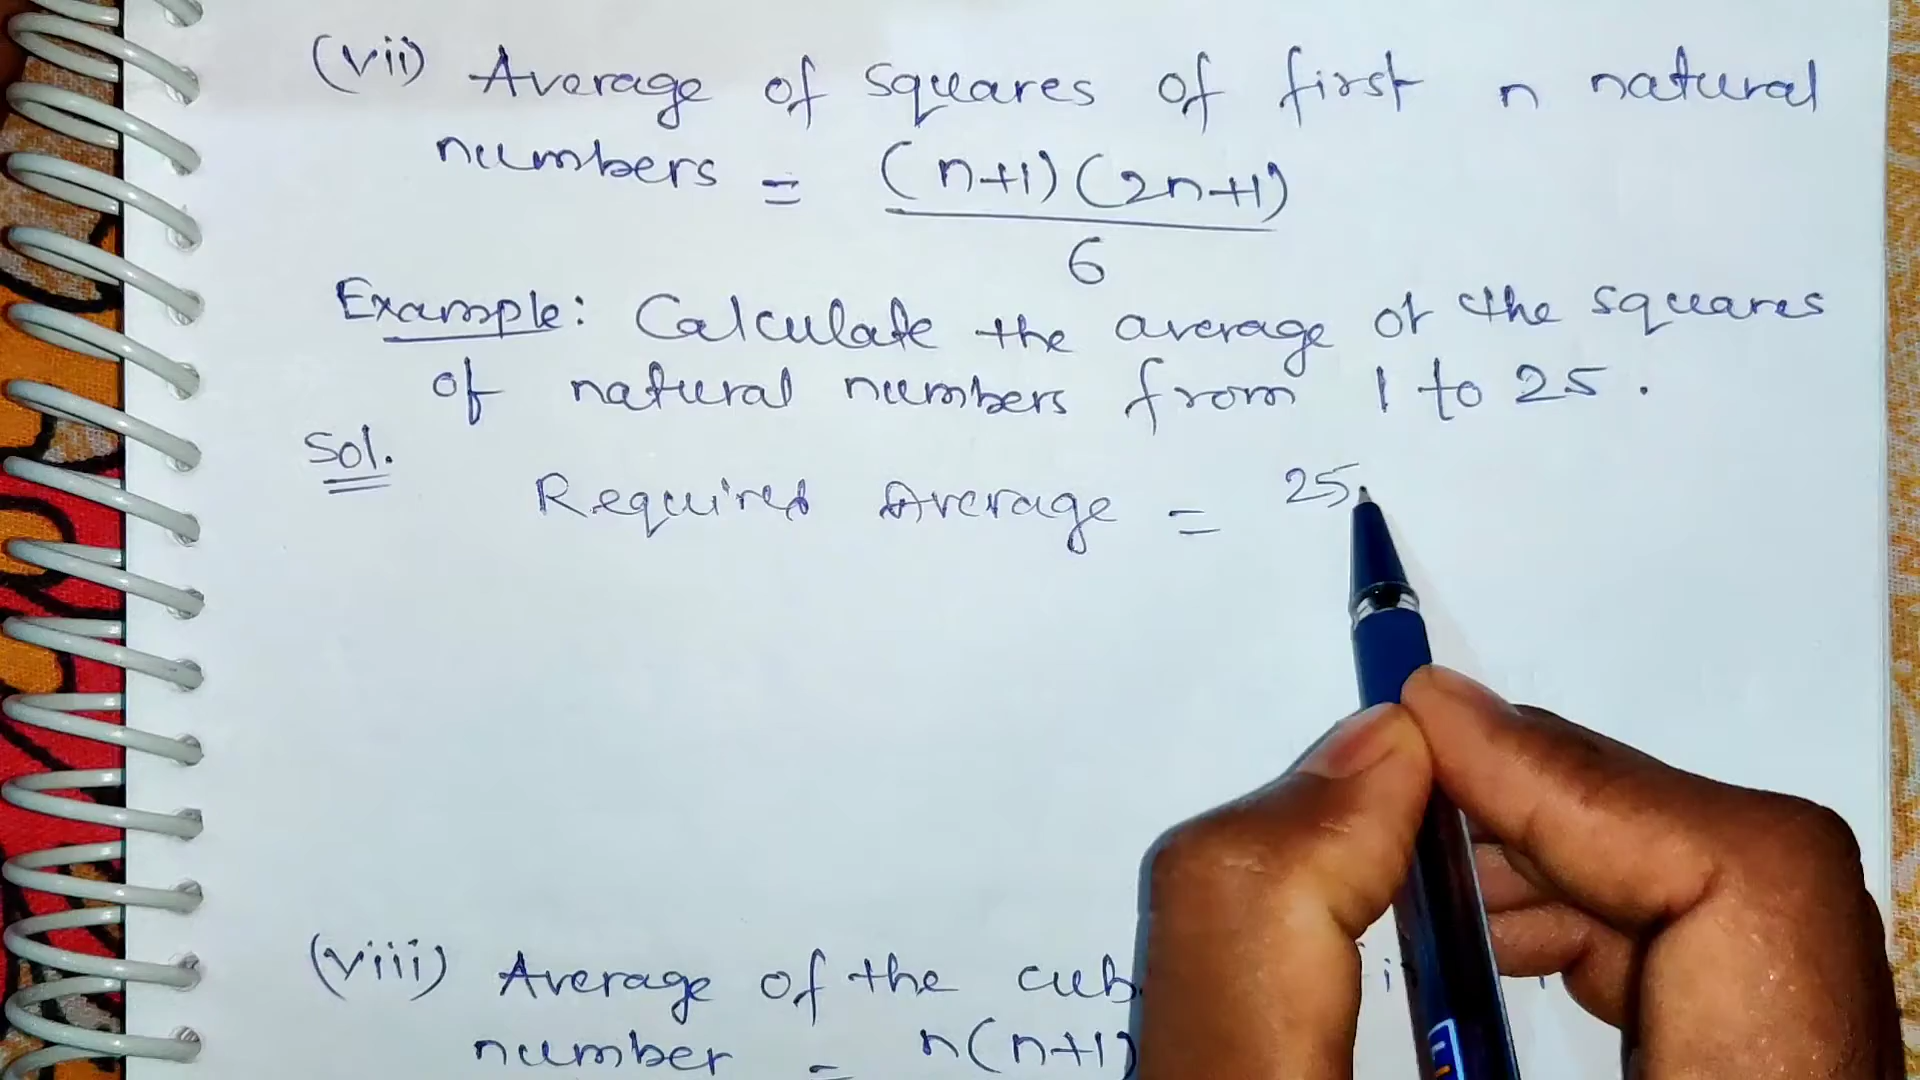 (vii) Average of squares of first n natural
numbers = (n+1)(2n+1)
6
Example: Calculate the average of the squares
of natural numbers from 1 to 25.
Sol.
Required Average = 25
(viii) Average of the cub
number = n(n+1)